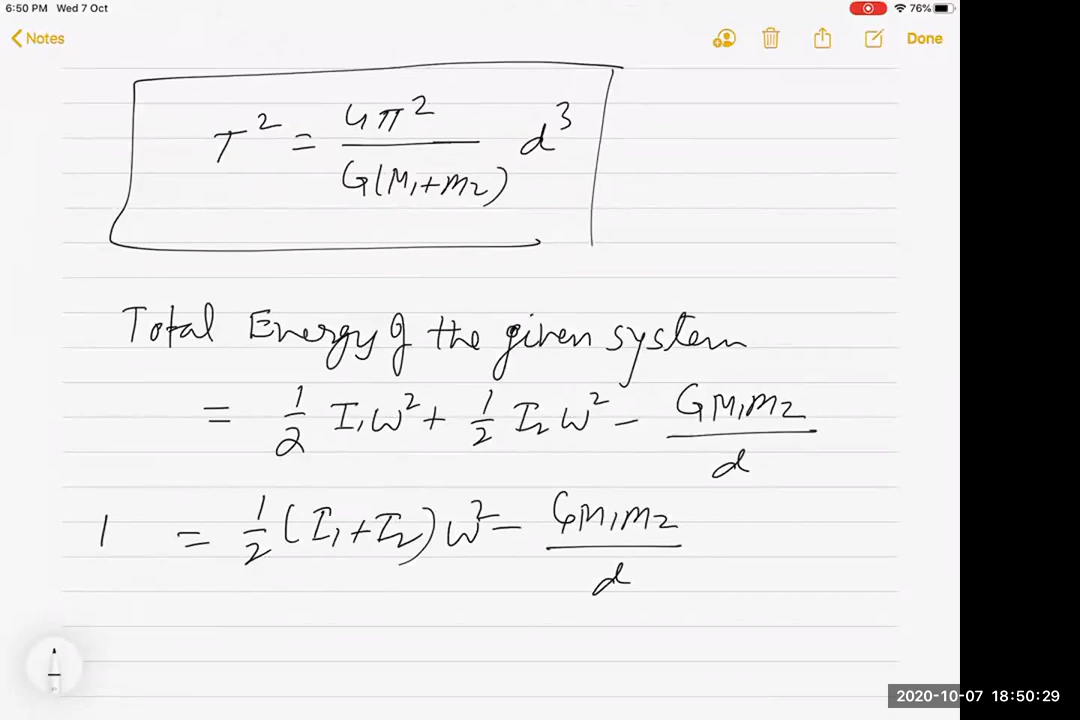 6:50 PM Wed 7 Oct 76%
Notes Done
T² = 4π² / G(M₁+M₂) d³
Total Energy of the given system
= 1/2 I₁ω² + 1/2 I₂ω² − GM₁M₂/d
1 = 1/2 (I₁+I₂)ω² − GM₁M₂/d
2020-10-07 18:50:29